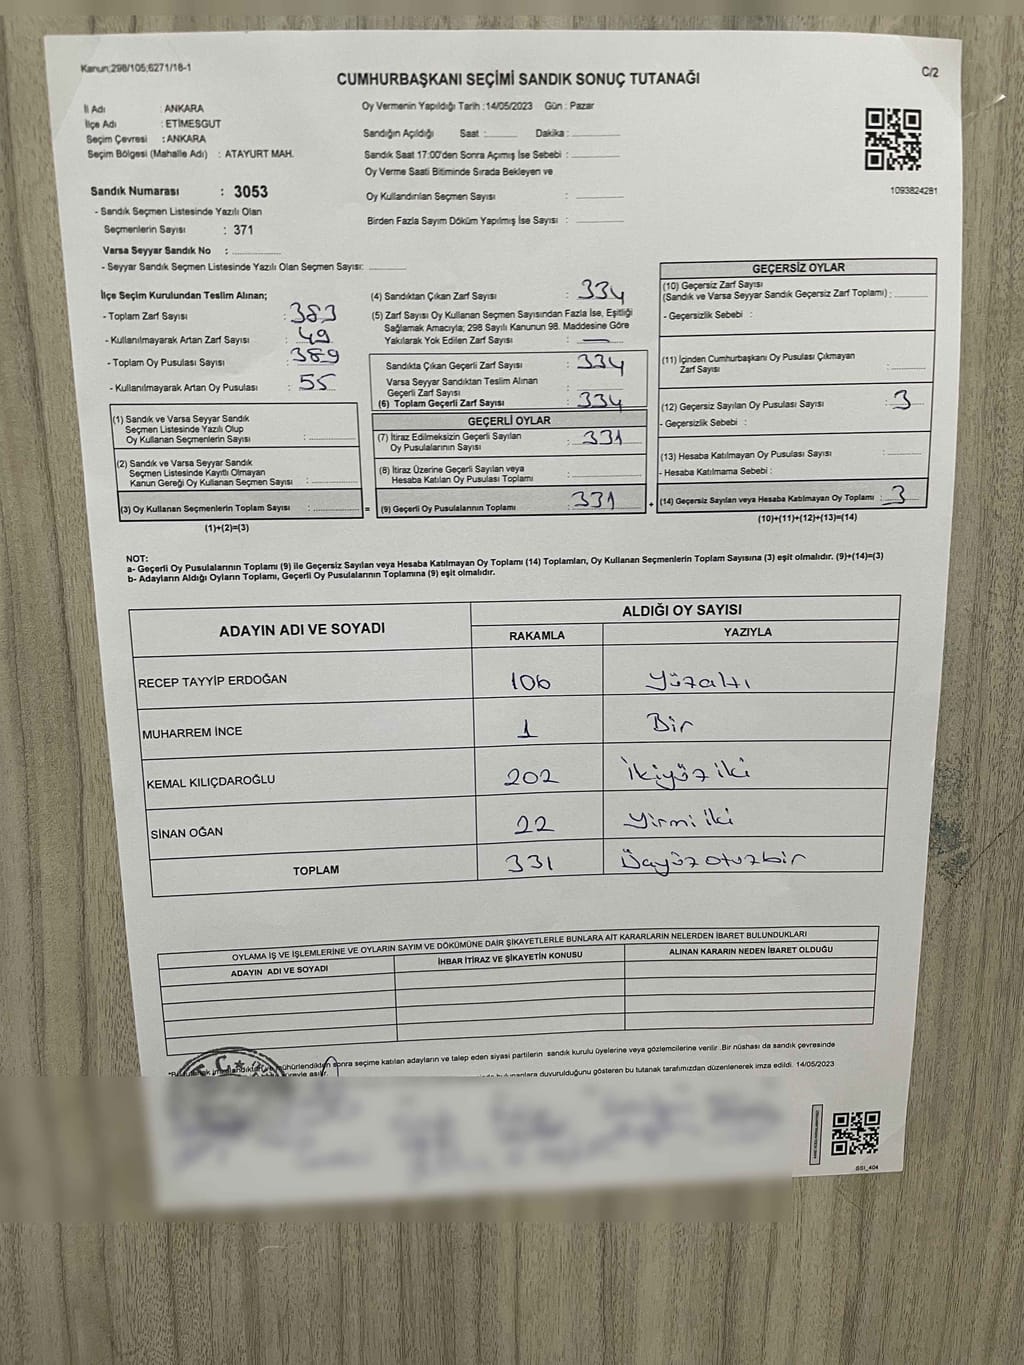 Kanun;298/105;6271/18-1
C/2
CUMHURBAŞKANI SEÇİMİ SANDIK SONUÇ TUTANAĞI
İl Adı : ANKARA
İlçe Adı : ETİMESGUT
Seçim Çevresi : ANKARA
Seçim Bölgesi (Mahalle Adı) : ATAYURT MAH.
Oy Vermenin Yapıldığı Tarih :14/05/2023 Gün : Pazar
Sandığın Açıldığı Saat : Dakika :
Sandık Saat 17:00'den Sonra Açımış İse Sebebi :
Oy Verme Saati Bitiminde Sırada Bekleyen ve
Oy Kullandırılan Seçmen Sayısı :
Birden Fazla Sayım Döküm Yapılmış İse Sayısı :
1093824281
Sandık Numarası : 3053
- Sandık Seçmen Listesinde Yazılı Olan
Seçmenlerin Sayısı : 371
Varsa Seyyar Sandık No :
- Seyyar Sandık Seçmen Listesinde Yazılı Olan Seçmen Sayısı:
İlçe Seçim Kurulundan Teslim Alınan;
- Toplam Zarf Sayısı : 383
- Kullanılmayarak Artan Zarf Sayısı : 49
- Toplam Oy Pusulası Sayısı : 389
- Kullanılmayarak Artan Oy Pusulası : 55
(1) Sandık ve Varsa Seyyar Sandık
Seçmen Listesinde Yazılı Olup
Oy Kullanan Seçmenlerin Sayısı :
(2) Sandık ve Varsa Seyyar Sandık
Seçmen Listesinde Kayıtlı Olmayan
Kanun Gereği Oy Kullanan Seçmen Sayısı :
(3) Oy Kullanan Seçmenlerin Toplam Sayısı : =
(1)+(2)=(3)
(4) Sandıktan Çıkan Zarf Sayısı : 334
(5) Zarf Sayısı Oy Kullanan Seçmen Sayısından Fazla İse, Eşitliği
Sağlamak Amacıyla; 298 Sayılı Kanunun 98. Maddesine Göre
Yakılarak Yok Edilen Zarf Sayısı : —
Sandıkta Çıkan Geçerli Zarf Sayısı : 334
Varsa Seyyar Sandıktan Teslim Alınan
Geçerli Zarf Sayısı :
(6) Toplam Geçerli Zarf Sayısı : 334
GEÇERLİ OYLAR
(7) İtiraz Edilmeksizin Geçerli Sayılan
Oy Pusulalarının Sayısı : 331
(8) İtiraz Üzerine Geçerli Sayılan veya
Hesaba Katılan Oy Pusulası Toplamı :
(9) Geçerli Oy Pusulalarının Toplamı : 331 +
GEÇERSİZ OYLAR
(10) Geçersiz Zarf Sayısı
(Sandık ve Varsa Seyyar Sandık Geçersiz Zarf Toplamı) :
- Geçersizlik Sebebi :
(11) İçinden Cumhurbaşkanı Oy Pusulası Çıkmayan
Zarf Sayısı :
(12) Geçersiz Sayılan Oy Pusulası Sayısı : 3
- Geçersizlik Sebebi :
(13) Hesaba Katılmayan Oy Pusulası Sayısı :
- Hesaba Katılmama Sebebi :
(14) Geçersiz Sayılan veya Hesaba Katılmayan Oy Toplamı : 3
(10)+(11)+(12)+(13)=(14)
NOT:
a- Geçerli Oy Pusulalarının Toplamı (9) ile Geçersiz Sayılan veya Hesaba Katılmayan Oy Toplamı (14) Toplamları, Oy Kullanan Seçmenlerin Toplam Sayısına (3) eşit olmalıdır. (9)+(14)=(3)
b- Adayların Aldığı Oyların Toplamı, Geçerli Oy Pusulalarının Toplamına (9) eşit olmalıdır.
ADAYIN ADI VE SOYADI
ALDIĞI OY SAYISI
RAKAMLA YAZIYLA
RECEP TAYYİP ERDOĞAN 106 Yüzaltı
MUHARREM İNCE 1 Bir
KEMAL KILIÇDAROĞLU 202 İkiyüz iki
SİNAN OĞAN 22 Yirmi iki
TOPLAM 331 Üçyüz otuzbir
OYLAMA İŞ VE İŞLEMLERİNE VE OYLARIN SAYIM VE DÖKÜMÜNE DAİR ŞİKAYETLERLE BUNLARA AİT KARARLARIN NELERDEN İBARET BULUNDUKLARI
ADAYIN ADI VE SOYADI İHBAR İTİRAZ VE ŞİKAYETİN KONUSU ALINAN KARARIN NEDEN İBARET OLDUĞU
sonra seçime katılan adayların ve talep eden siyasi partilerin sandık kurulu üyelerine veya gözlemcilerine verilir. Bir nüshası da sandık çevresinde
duyurulduğunu gösteren bu tutanak tarafımızdan düzenlenerek imza edildi. 14/05/2023
SSI_404